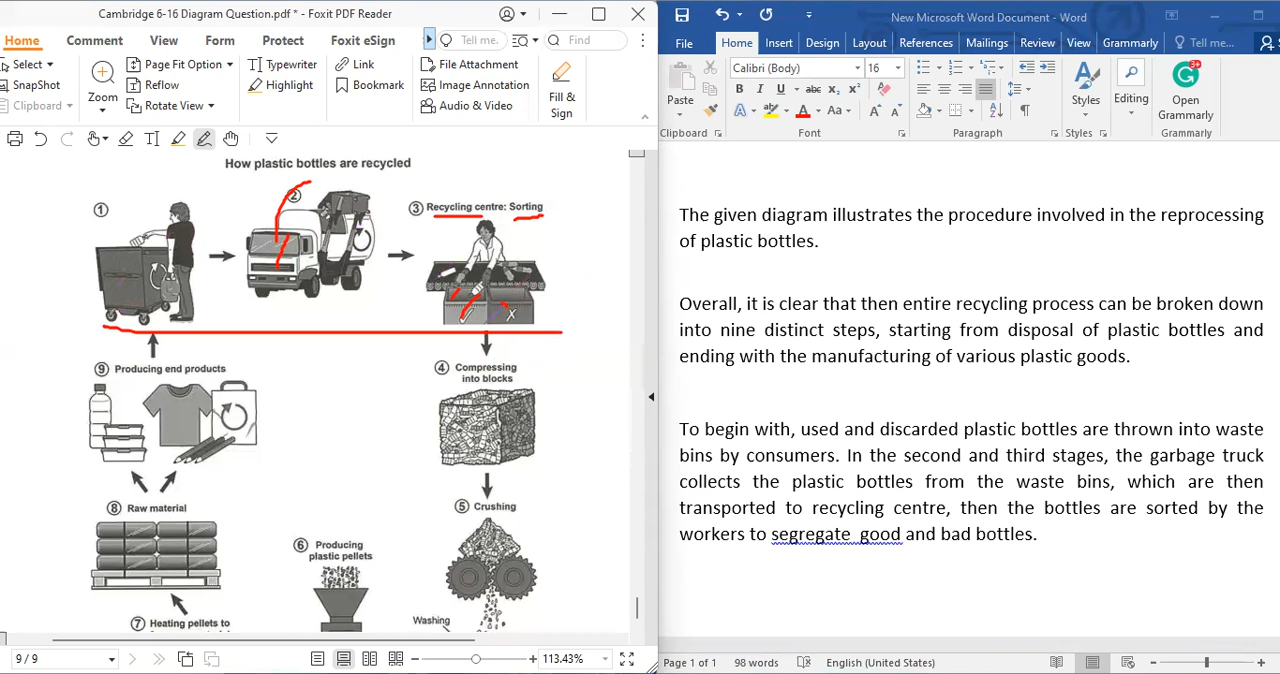 Cambridge 6-16 Diagram Question.pdf * - Foxit PDF Reader
Home Comment View Form Protect Foxit eSign Tell me. Find
Select Page Fit Option Typewriter Link File Attachment
SnapShot Reflow Highlight Bookmark Image Annotation
Clipboard Zoom Rotate View Audio & Video Fill & Sign
How plastic bottles are recycled
1
2
3 Recycling centre: Sorting
9 Producing end products
4 Compressing
into blocks
8 Raw material
5 Crushing
6 Producing
plastic pellets
7 Heating pellets to
Washing
9 / 9 113.43%
New Microsoft Word Document - Word
File Home Insert Design Layout References Mailings Review View Grammarly Tell me...
Calibri (Body) 16
Paste Styles Editing Open Grammarly
B I U abc x₂ x²
Clipboard Font Paragraph Styles Grammarly
The given diagram illustrates the procedure involved in the reprocessing
of plastic bottles.
Overall, it is clear that then entire recycling process can be broken down
into nine distinct steps, starting from disposal of plastic bottles and
ending with the manufacturing of various plastic goods.
To begin with, used and discarded plastic bottles are thrown into waste
bins by consumers. In the second and third stages, the garbage truck
collects the plastic bottles from the waste bins, which are then
transported to recycling centre, then the bottles are sorted by the
workers to segregate good and bad bottles.
Page 1 of 1 98 words English (United States)